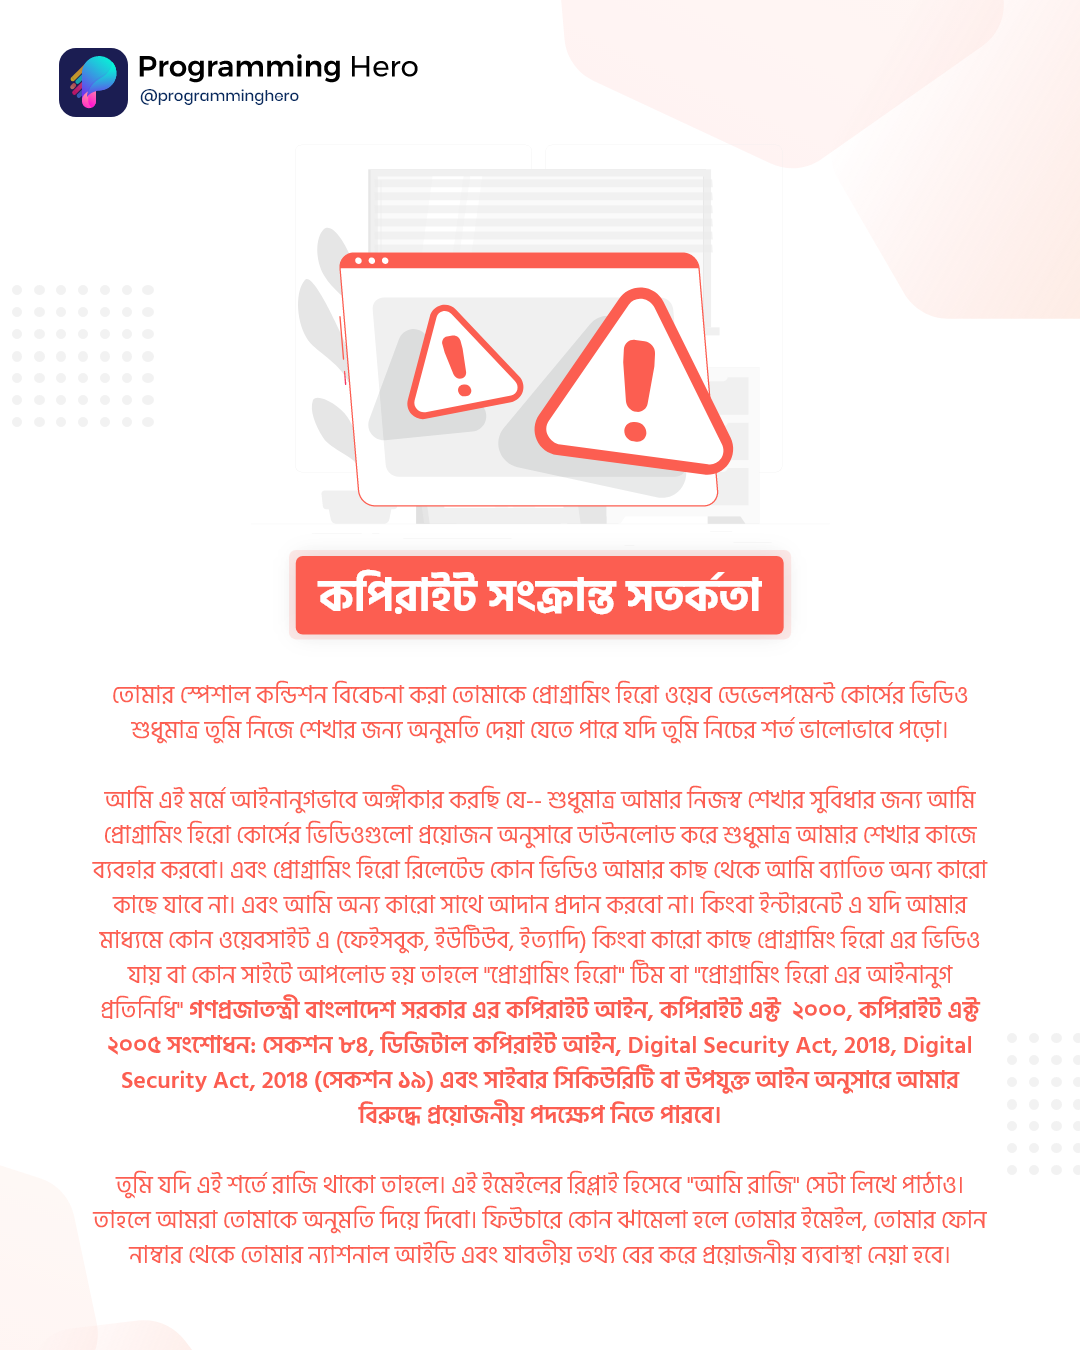 Programming Hero
@programminghero
কপিরাইট সংক্রান্ত সতর্কতা
তোমার স্পেশাল কন্ডিশন বিবেচনা করা তোমাকে প্রোগ্রামিং হিরো ওয়েব ডেভেলপমেন্ট কোর্সের ভিডিও
শুধুমাত্র তুমি নিজে শেখার জন্য অনুমতি দেয়া যেতে পারে যদি তুমি নিচের শর্ত ভালোভাবে পড়ো।
আমি এই মর্মে আইনানুগভাবে অঙ্গীকার করছি যে-- শুধুমাত্র আমার নিজস্ব শেখার সুবিধার জন্য আমি
প্রোগ্রামিং হিরো কোর্সের ভিডিওগুলো প্রয়োজন অনুসারে ডাউনলোড করে শুধুমাত্র আমার শেখার কাজে
ব্যবহার করবো। এবং প্রোগ্রামিং হিরো রিলেটেড কোন ভিডিও আমার কাছ থেকে আমি ব্যাতিত অন্য কারো
কাছে যাবে না। এবং আমি অন্য কারো সাথে আদান প্রদান করবো না। কিংবা ইন্টারনেট এ যদি আমার
মাধ্যমে কোন ওয়েবসাইট এ (ফেইসবুক, ইউটিউব, ইত্যাদি) কিংবা কারো কাছে প্রোগ্রামিং হিরো এর ভিডিও
যায় বা কোন সাইটে আপলোড হয় তাহলে "প্রোগ্রামিং হিরো" টিম বা "প্রোগ্রামিং হিরো এর আইনানুগ
প্রতিনিধি" গণপ্রজাতন্ত্রী বাংলাদেশ সরকার এর কপিরাইট আইন, কপিরাইট এক্ট ২০০০, কপিরাইট এক্ট
২০০৫ সংশোধন: সেকশন ৮৪, ডিজিটাল কপিরাইট আইন, Digital Security Act, 2018, Digital
Security Act, 2018 (সেকশন ১৯) এবং সাইবার সিকিউরিটি বা উপযুক্ত আইন অনুসারে আমার
বিরুদ্ধে প্রয়োজনীয় পদক্ষেপ নিতে পারবে।
তুমি যদি এই শর্তে রাজি থাকো তাহলে। এই ইমেইলের রিপ্লাই হিসেবে "আমি রাজি" সেটা লিখে পাঠাও।
তাহলে আমরা তোমাকে অনুমতি দিয়ে দিবো। ফিউচারে কোন ঝামেলা হলে তোমার ইমেইল, তোমার ফোন
নাম্বার থেকে তোমার ন্যাশনাল আইডি এবং যাবতীয় তথ্য বের করে প্রয়োজনীয় ব্যবাস্থা নেয়া হবে।